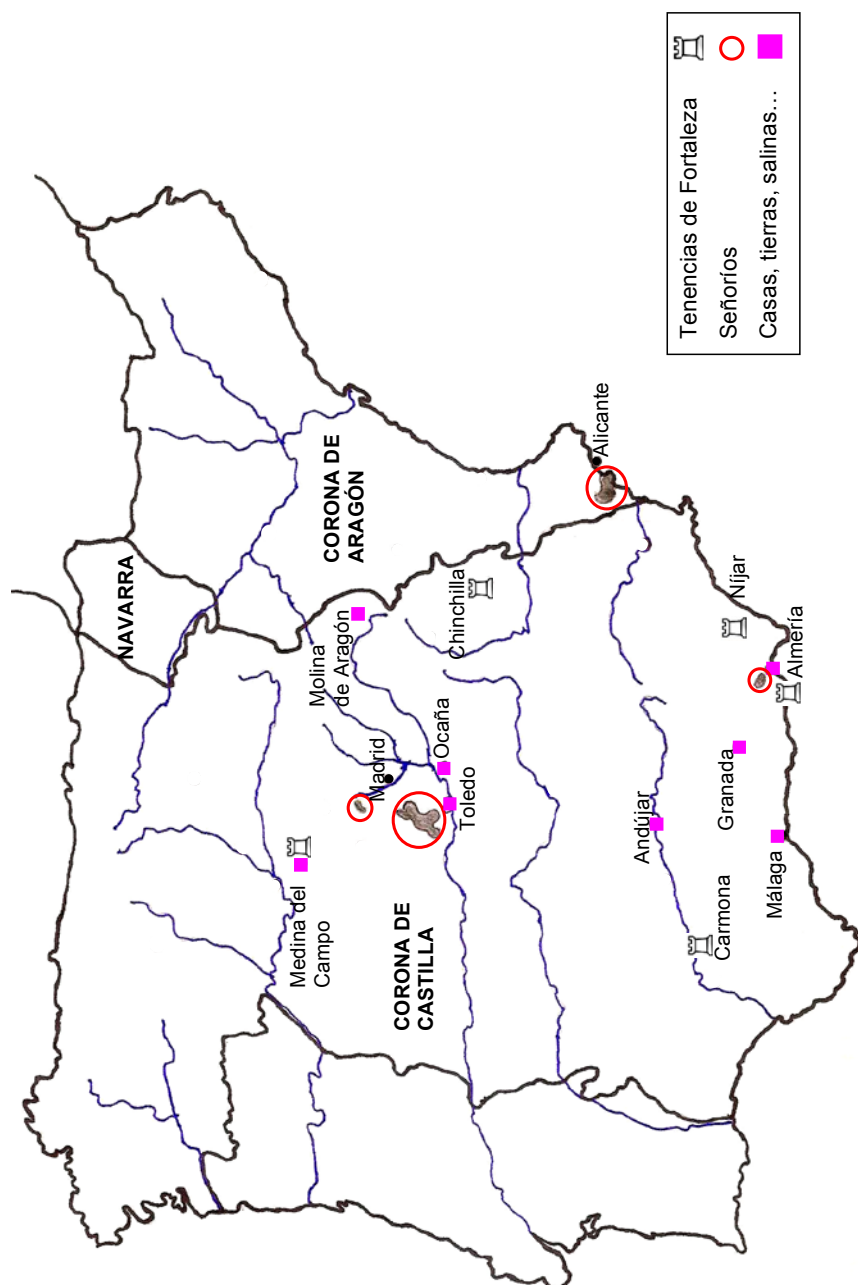 NAVARRA
CORONA DE
ARAGÓN
Molina
de Aragón
Medina del
Campo
Madrid
CORONA DE
CASTILLA
Ocaña
Toledo
Chinchilla
Alicante
Andújar
Carmona
Granada
Málaga
Níjar
Almería
Tenencias de Fortaleza
Señoríos
Casas, tierras, salinas…